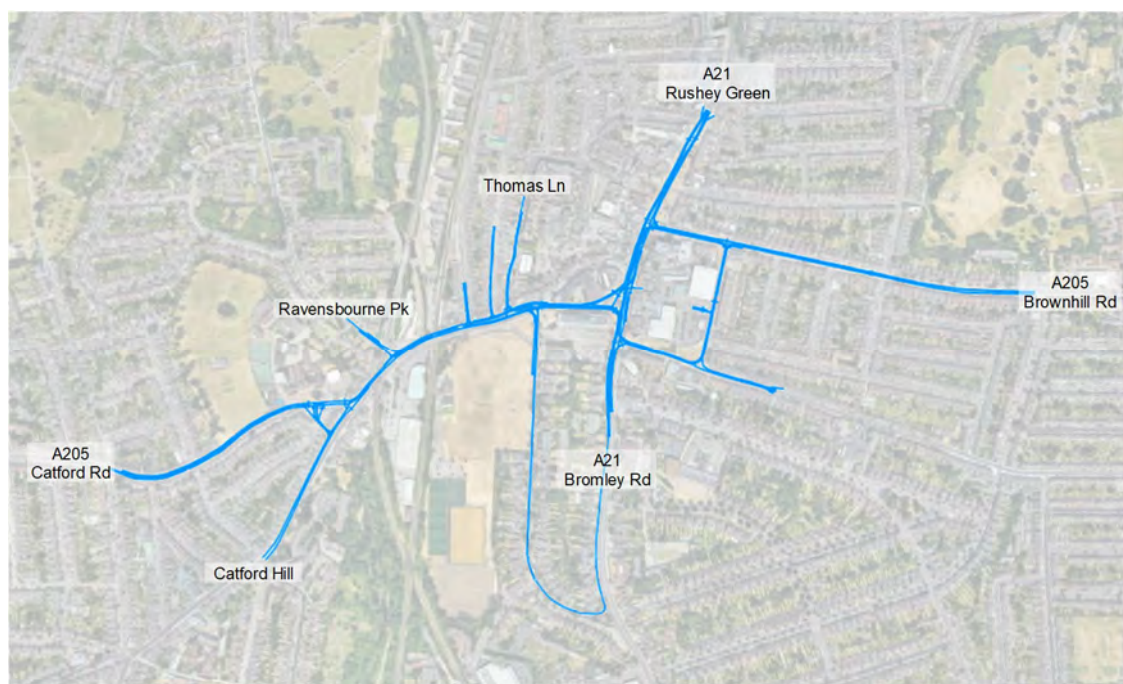 A21
Rushey Green
Thomas Ln
A205
Brownhill Rd
Ravensbourne Pk
A205
Catford Rd
A21
Bromley Rd
Catford Hill